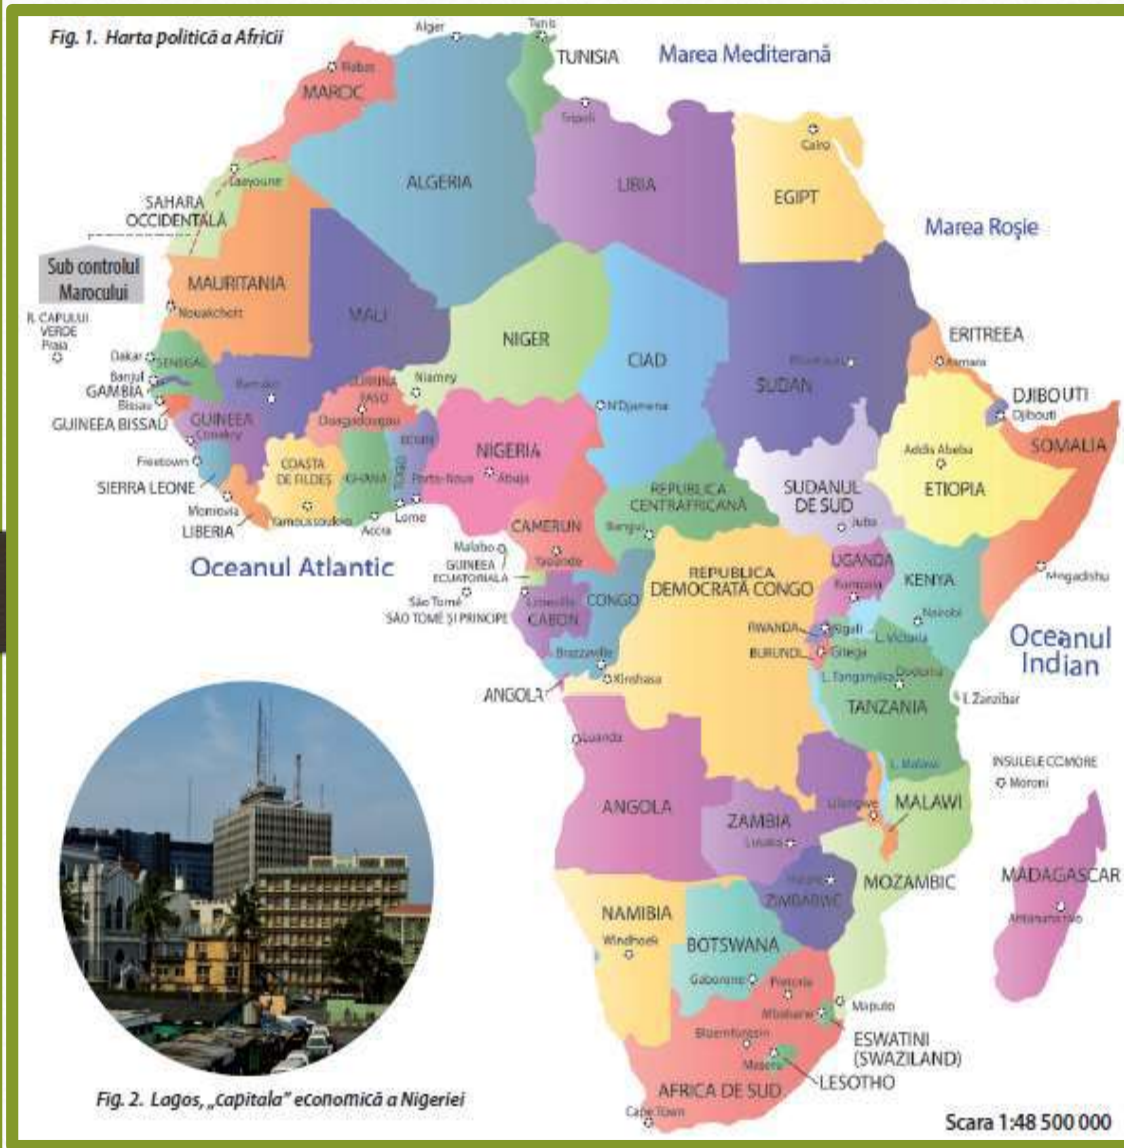 Fig. 1. Harta politică a Africii
Alger
Tunis
TUNISIA
Marea Mediterană
Rabat
MAROC
Tripoli
Cairo
Laayoune
ALGERIA
LIBIA
EGIPT
SAHARA
OCCIDENTALĂ
Marea Roșie
Sub controlul
Marocului
MAURITANIA
Nouakchott
MALI
R. CAPULUI
VERDE
Praia
NIGER
CIAD
ERITREEA
Asmara
Dakar
SENEGAL
Banjul
GAMBIA
Bissau
GUINEEA BISSAU
Bamako
BURKINA
FASO
Ouagadougou
Niamey
N'Djamena
SUDAN
DJIBOUTI
Djibouti
GUINEEA
Conakry
SOMALIA
Freetown
SIERRA LEONE
COASTA
DE FILDEȘ
GHANA
TOGO
BENIN
NIGERIA
Abuja
Porto-Novo
Addis Abeba
ETIOPIA
Monrovia
LIBERIA
Yamoussoukro
Accra
Lome
REPUBLICA
CENTRAFRICANĂ
Bangui
SUDANUL
DE SUD
Juba
CAMERUN
Yaounde
Oceanul Atlantic
Malabo
GUINEEA
ECUATORIALĂ
São Tomé
SÃO TOMÉ ȘI PRINCIPE
Libreville
GABON
CONGO
REPUBLICA
DEMOCRATĂ CONGO
UGANDA
Kampala
KENYA
Nairobi
Mogadishu
RWANDA
Kigali
L. Victoria
BURUNDI
Gitega
Oceanul
Indian
Brazzaville
Kinshasa
L. Tanganyika
Dodoma
TANZANIA
I. Zanzibar
ANGOLA
Luanda
L. Malawi
INSULELE COMORE
Moroni
ANGOLA
ZAMBIA
Lusaka
Lilongwe
MALAWI
Harare
ZIMBABWE
MOZAMBIC
MADAGASCAR
Antananarivo
NAMIBIA
Windhoek
BOTSWANA
Gaborone
Pretoria
Mbabane
Maputo
Bloemfontein
Maseru
ESWATINI
(SWAZILAND)
LESOTHO
AFRICA DE SUD
Cape Town
Fig. 2. Lagos, „capitala” economică a Nigeriei
Scara 1:48 500 000